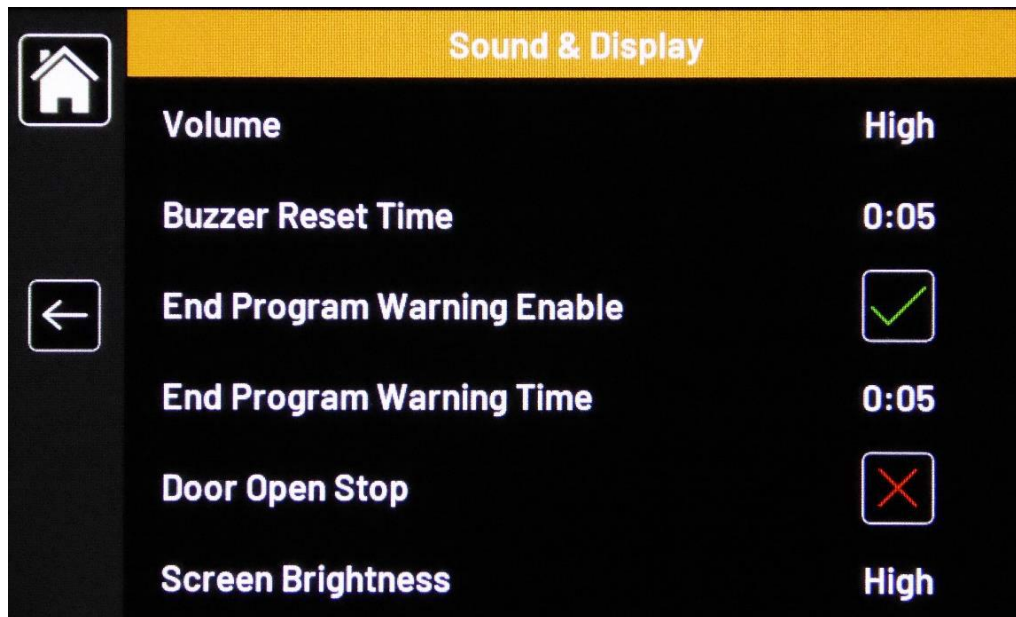 Sound & Display
Volume High
Buzzer Reset Time 0:05
End Program Warning Enable
End Program Warning Time 0:05
Door Open Stop
Screen Brightness High